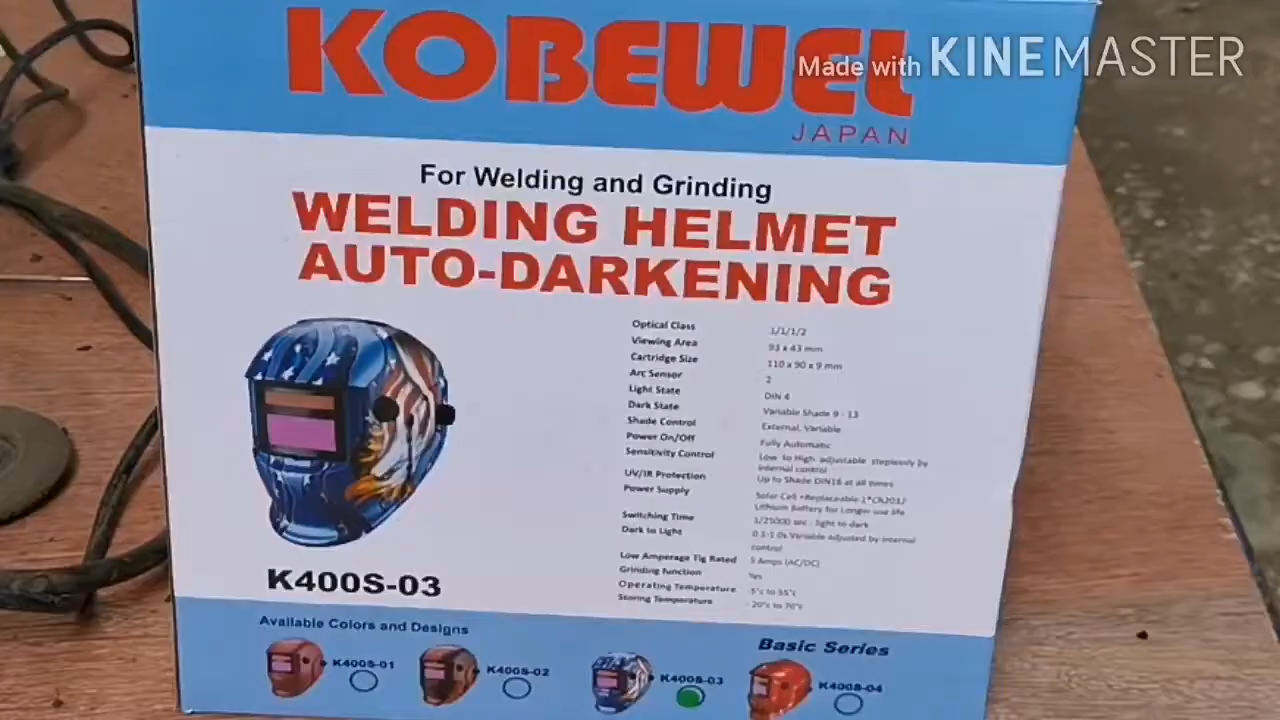 KOBEWEL
JAPAN
Made with KINEMASTER
For Welding and Grinding
WELDING HELMET
AUTO-DARKENING
Optical Class 1/1/1/2
Viewing Area 93 x 43 mm
Cartridge Size 110 x 90 x 9 mm
Arc Sensor 2
Light State DIN 4
Dark State Variable Shade 9 - 13
Shade Control External, Variable
Power On/Off Fully Automatic
Sensitivity Control Low to High adjustable steplessly by
internal control
UV/IR Protection Up to Shade DIN16 at all times
Power Supply Solar Cell +Replaceable 1*
Lithium Battery for Longer use life
Switching Time 1/25000 sec - light to dark
Dark to Light 0.1-1.0s Variable Adjusted by internal
control
Low Amperage Tig Rated 5 Amps (AC/DC)
Grinding function Yes
Operating Temperature 5°c to 55°c
Storing Temperature - 20°c to 70°c
K400S-03
Available Colors and Designs
Basic Series
K400S-01
K400S-02
K400S-03
K400S-04